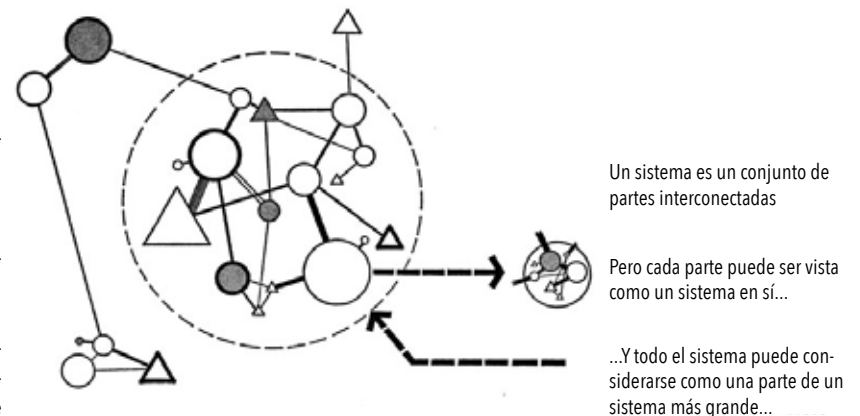 Un sistema es un conjunto de
partes interconectadas
Pero cada parte puede ser vista
como un sistema en sí...
...Y todo el sistema puede con-
siderarse como una parte de un
sistema más grande...